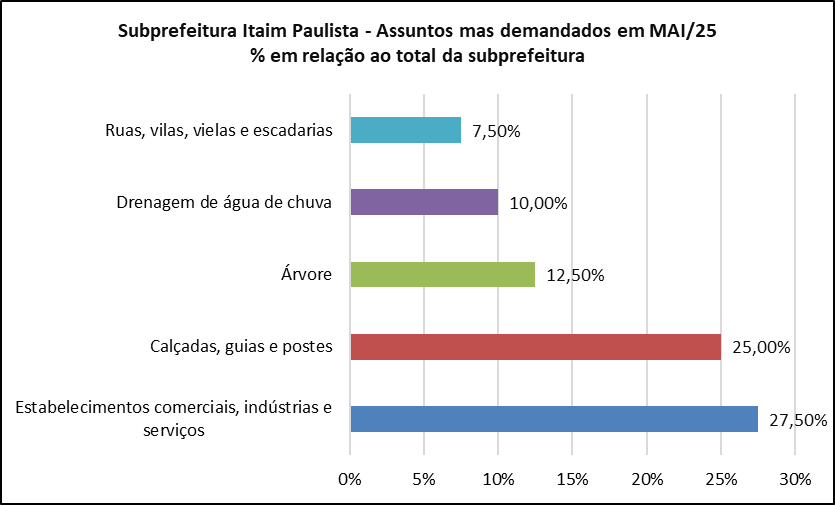 Subprefeitura Itaim Paulista - Assuntos mas demandados em MAI/25
% em relação ao total da subprefeitura
Ruas, vilas, vielas e escadarias
7,50%
Drenagem de água de chuva
10,00%
Árvore
12,50%
Calçadas, guias e postes
25,00%
Estabelecimentos comerciais, indústrias e
serviços
27,50%
0% 5% 10% 15% 20% 25% 30%